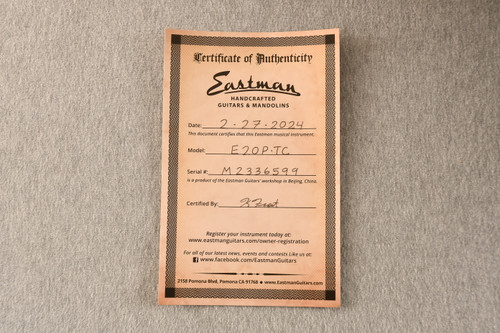 Certificate of Authenticity
Eastman
HANDCRAFTED
GUITARS & MANDOLINS
Date: 2-27-2024
This document certifies that this Eastman musical instrument.
Model: E20P-TC
Serial #: M2336599
is a product of the Eastman Guitars' workshop in Beijing, China.
Certified By:
Register your instrument today at:
www.eastmanguitars.com/owner-registration
For all of our latest news, events and contests Like us at:
www.facebook.com/EastmanGuitars
2158 Pomona Blvd. Pomona CA 91768 ♦ www.EastmanGuitars.com